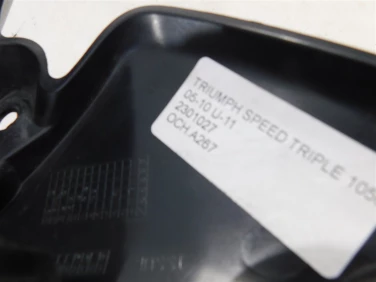 TRIUMPH SPEED TRIPLE 105
05-10 U-11
2301027
OCH A267